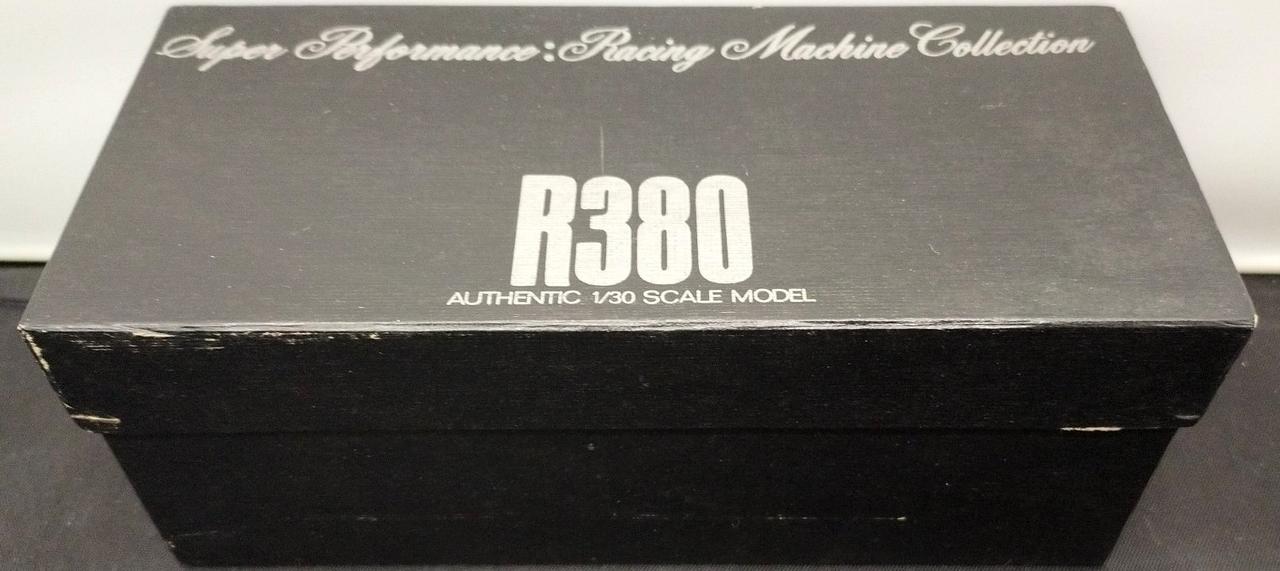 Super Performance: Racing Machine Collection
R380
AUTHENTIC 1/30 SCALE MODEL